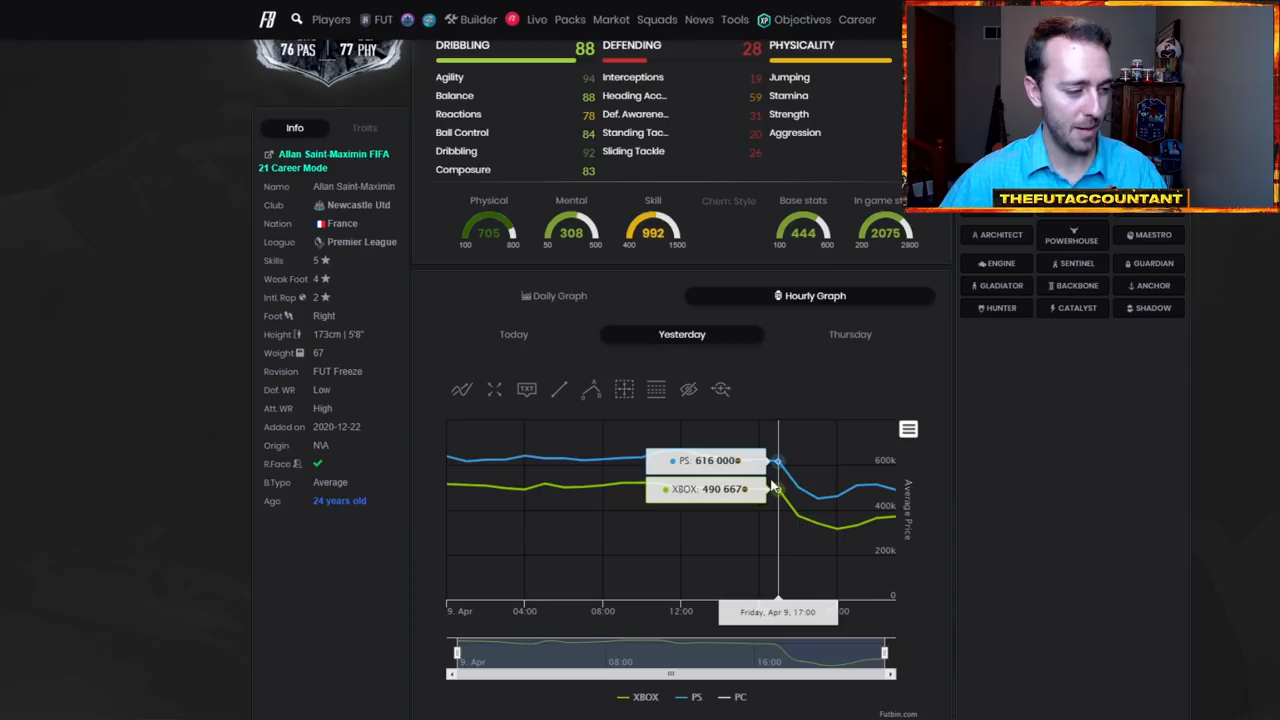 Players FUT Builder Live Packs Market Squads News Tools XP Objectives Career
76 PAS 77 PHY
DRIBBLING 88
Agility 94
Balance 88
Reactions 78
Ball Control 84
Dribbling 92
Composure 83
DEFENDING 28
Interceptions 19
Heading Acc... 59
Def. Awarene... 31
Standing Tac... 20
Sliding Tackle 26
PHYSICALITY
Jumping
Stamina
Strength
Aggression
THEFUTACCOUNTANT
Info Traits
Allan Saint-Maximin FIFA
21 Career Mode
Name Allan Saint-Maximin
Club Newcastle Utd
Nation France
League Premier League
Skills 5
Weak Foot 4
Intl. Rep 2
Foot Right
Height 173cm | 5'8"
Weight 67
Revision FUT Freeze
Def. WR Low
Att. WR High
Added on 2020-12-22
Origin N\A
R.Face
B.Type Average
Age 24 years old
Physical 705 100 800
Mental 308 50 500
Skill 992 400 1500
Chem Style
Base stats 444 100 600
In game st 2075 200 2800
ARCHITECT POWERHOUSE MAESTRO
ENGINE SENTINEL GUARDIAN
GLADIATOR BACKBONE ANCHOR
HUNTER CATALYST SHADOW
Daily Graph Hourly Graph
Today Yesterday Thursday
TXT
PS: 616 000
XBOX: 490 667
600k
400k
200k
0
Average Price
9. Apr 04:00 08:00 12:00
Friday, Apr 9, 17:00
9. Apr 08:00 16:00
XBOX PS PC
Futbin.com